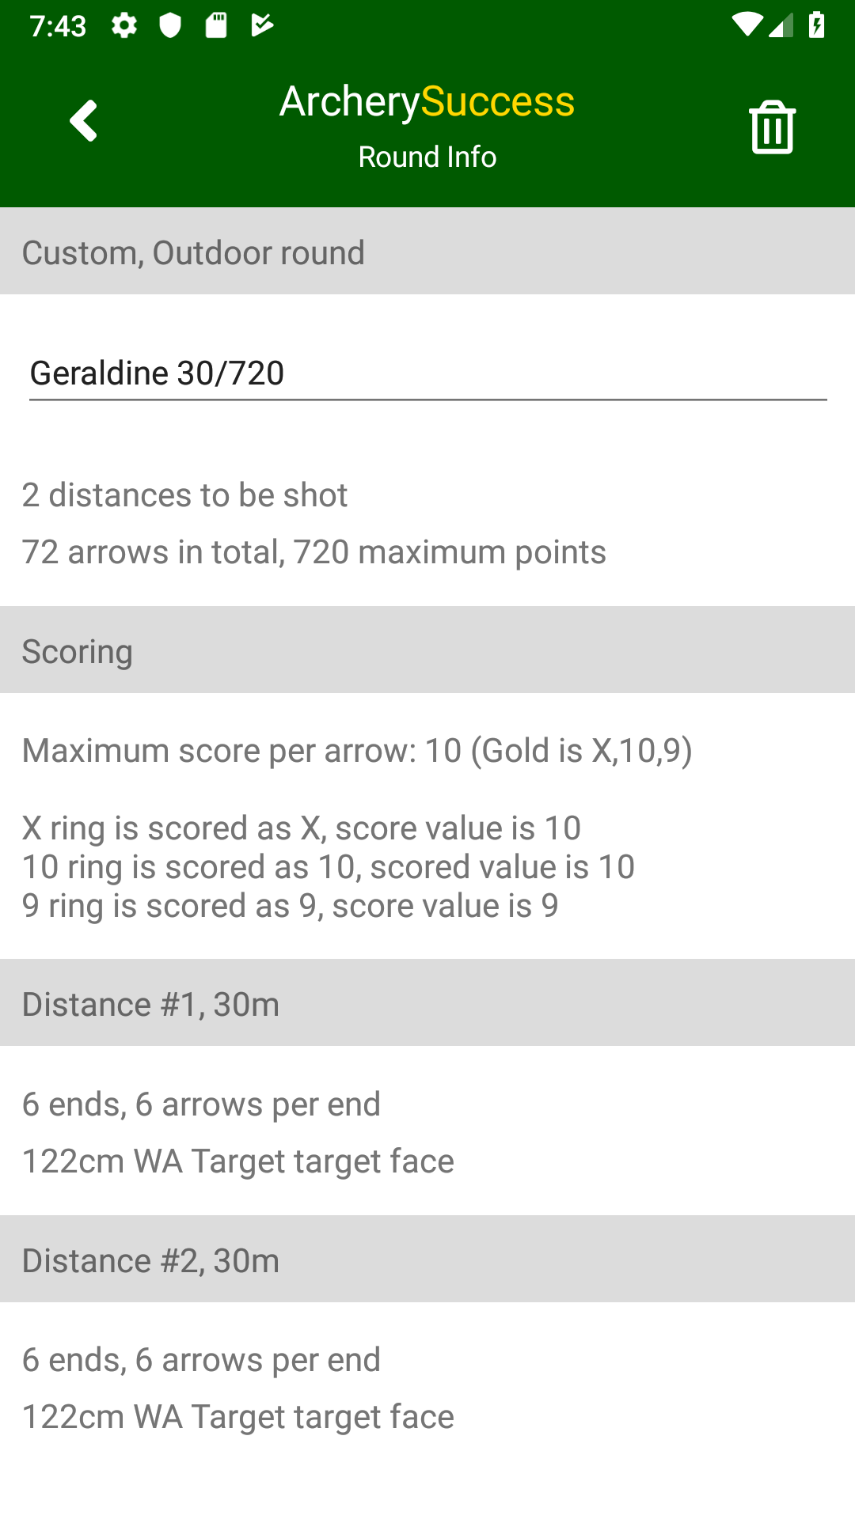 7:43
ArcherySuccess
Round Info
Custom, Outdoor round
Geraldine 30/720
2 distances to be shot
72 arrows in total, 720 maximum points
Scoring
Maximum score per arrow: 10 (Gold is X,10,9)
X ring is scored as X, score value is 10
10 ring is scored as 10, scored value is 10
9 ring is scored as 9, score value is 9
Distance #1, 30m
6 ends, 6 arrows per end
122cm WA Target target face
Distance #2, 30m
6 ends, 6 arrows per end
122cm WA Target target face